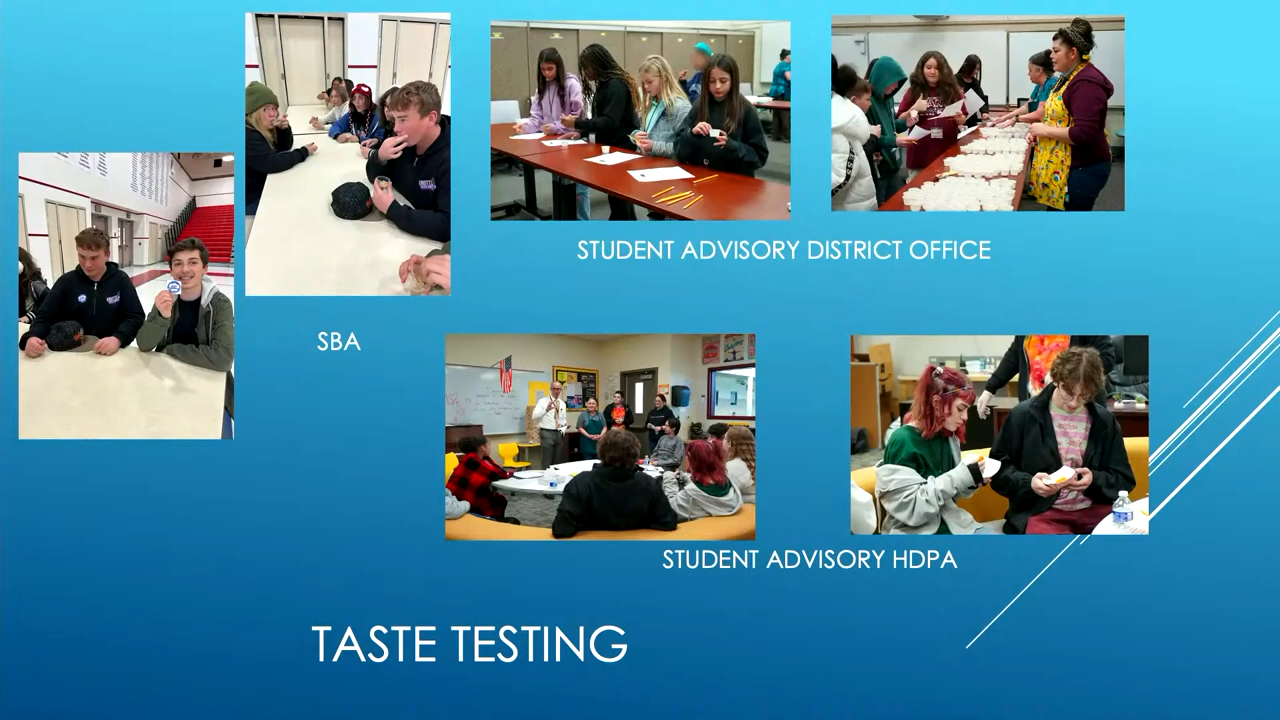 STUDENT ADVISORY DISTRICT OFFICE
SBA
STUDENT ADVISORY HDPA
TASTE TESTING